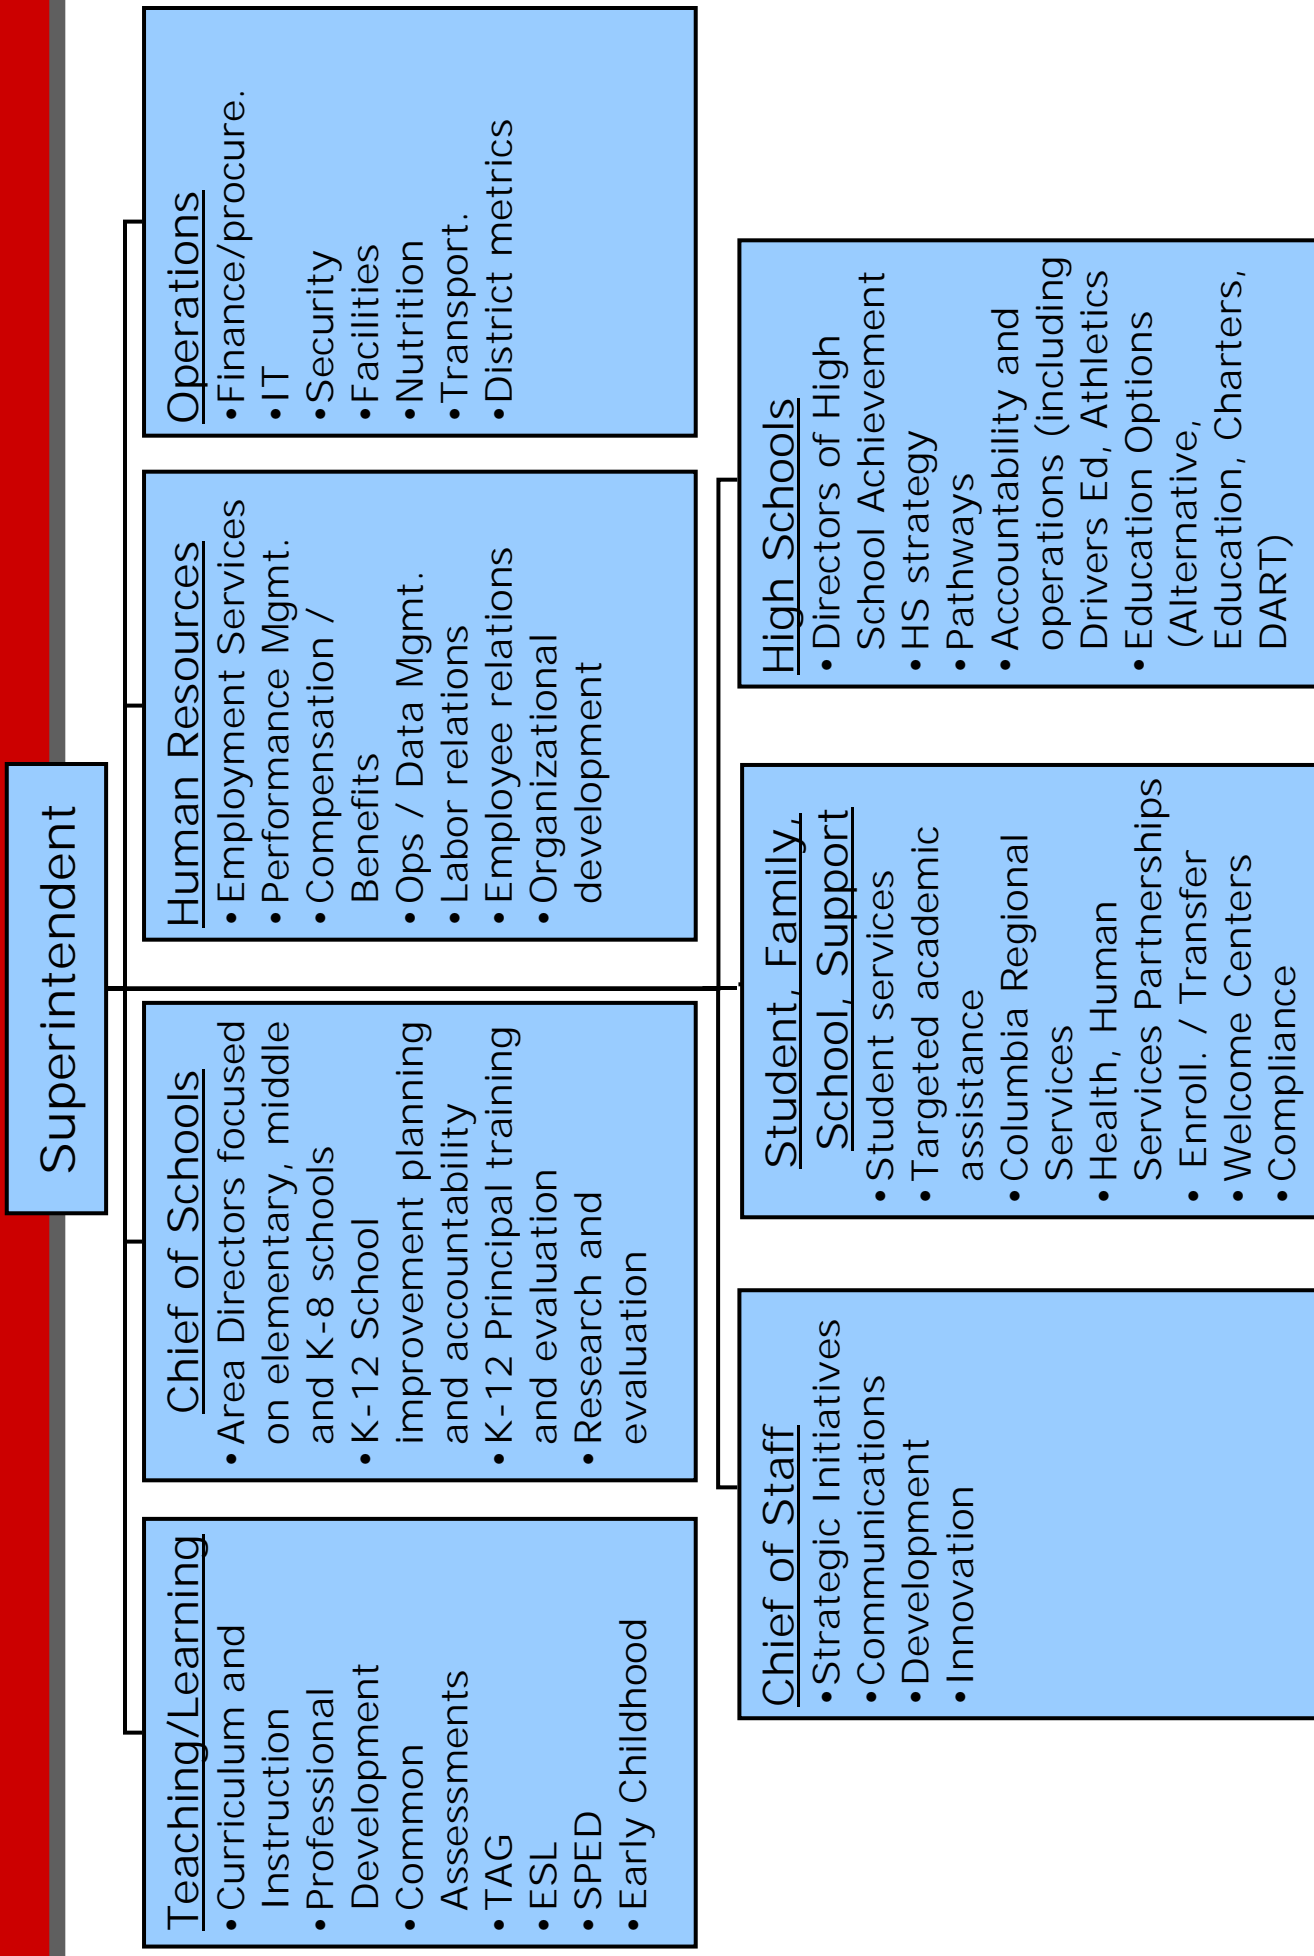 Superintendent
Teaching/Learning
•Curriculum and
Instruction
•Professional
Development
•Common
Assessments
•TAG
•ESL
•SPED
•Early Childhood
Chief of Schools
•Area Directors focused
on elementary, middle
and K-8 schools
•K-12 School
improvement planning
and accountability
•K-12 Principal training
and evaluation
•Research and
evaluation
Human Resources
•Employment Services
•Performance Mgmt.
•Compensation /
Benefits
•Ops / Data Mgmt.
•Labor relations
•Employee relations
•Organizational
development
Operations
•Finance/procure.
•IT
•Security
•Facilities
•Nutrition
•Transport.
•District metrics
Chief of Staff
•Strategic Initiatives
•Communications
•Development
•Innovation
Student, Family,
School, Support
•Student services
•Targeted academic
assistance
•Columbia Regional
Services
•Health, Human
Services Partnerships
• Enroll. / Transfer
•Welcome Centers
•Compliance
High Schools
•Directors of High
School Achievement
•HS strategy
•Pathways
•Accountability and
operations (including
Drivers Ed, Athletics
•Education Options
(Alternative,
Education, Charters,
DART)